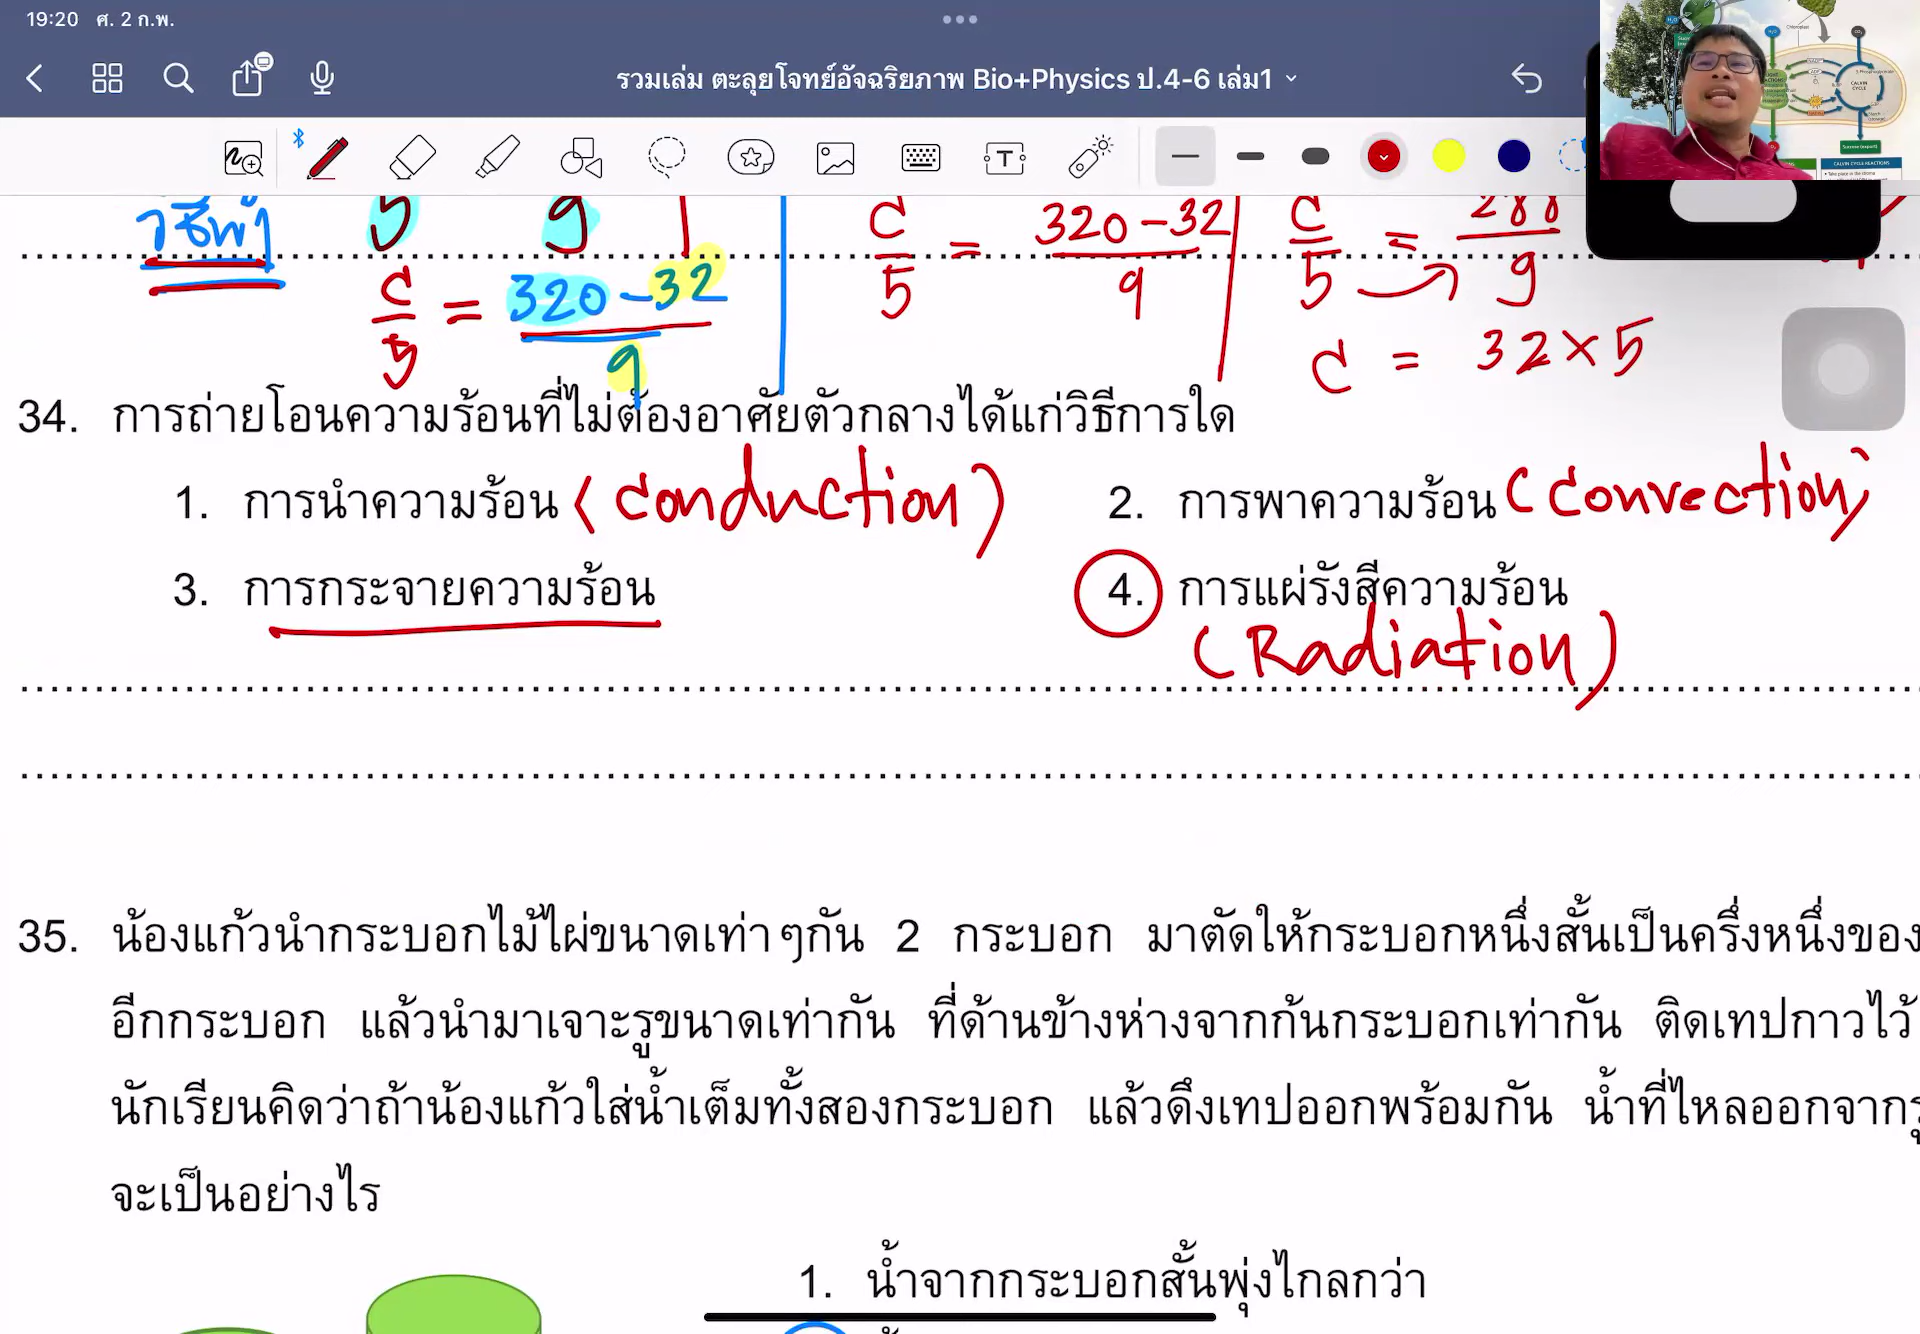 19:20 ศ. 2 ก.พ.
รวมเล่ม ตะลุยโจทย์อัจฉริยภาพ Bio+Physics ป.4-6 เล่ม1
5 9
C/5 = (320-32)/9
C/5 = (320-32)/9
C/5 = 288/9
C = 32×5
34. การถ่ายโอนความร้อนที่ไม่ต้องอาศัยตัวกลางได้แก่วิธีการใด
1. การนำความร้อน (conduction) 2. การพาความร้อน (convection)
3. การกระจายความร้อน 4. การแผ่รังสีความร้อน
(Radiation)
35. น้องแก้วนำกระบอกไม้ไผ่ขนาดเท่าๆกัน 2 กระบอก มาตัดให้กระบอกหนึ่งสั้นเป็นครึ่งหนึ่งของ
อีกกระบอก แล้วนำมาเจาะรูขนาดเท่ากัน ที่ด้านข้างห่างจากก้นกระบอกเท่ากัน ติดเทปกาวไว้
นักเรียนคิดว่าถ้าน้องแก้วใส่น้ำเต็มทั้งสองกระบอก แล้วดึงเทปออกพร้อมกัน น้ำที่ไหลออกจากรู
จะเป็นอย่างไร
1. น้ำจากกระบอกสั้นพุ่งไกลกว่า